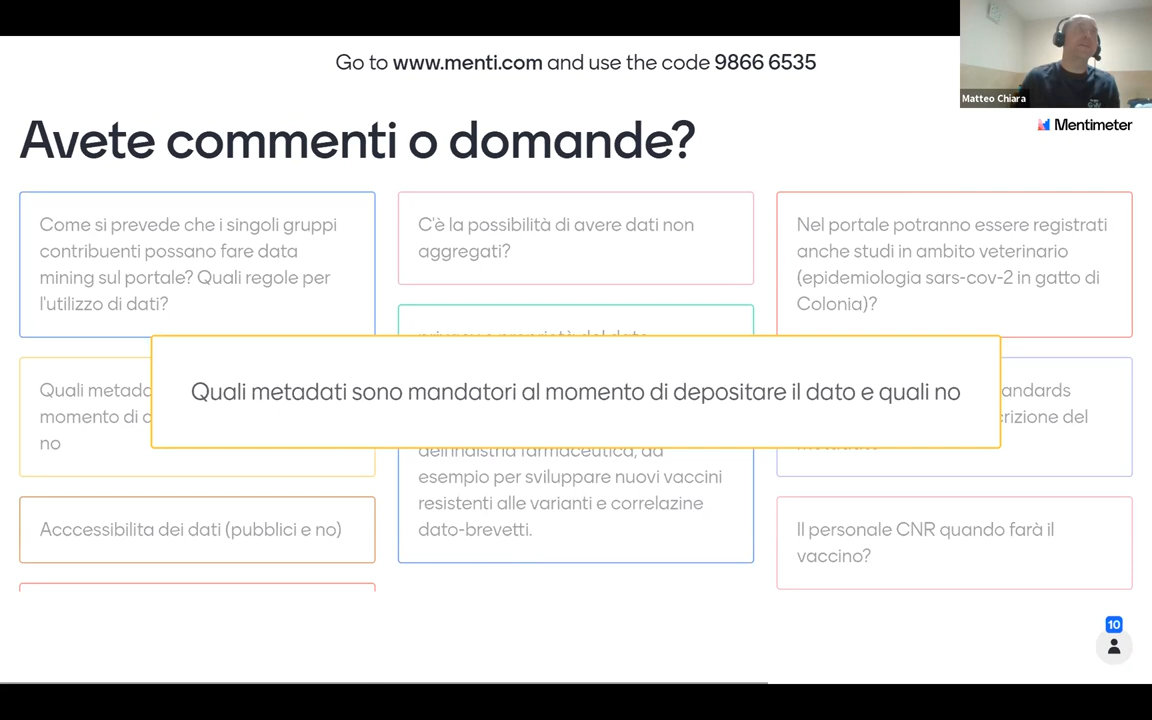 Go to www.menti.com and use the code 9866 6535
Matteo Chiara
Mentimeter
Avete commenti o domande?
Come si prevede che i singoli gruppi
contribuenti possano fare data
mining sul portale? Quali regole per
l'utilizzo di dati?
C'è la possibilità di avere dati non
aggregati?
Nel portale potranno essere registrati
anche studi in ambito veterinario
(epidemiologia sars-cov-2 in gatto di
Colonia)?
Quali metadati sono mandatori al momento di depositare il dato e quali no
Quali metada
momento di
no
andards
crizione del
esempio per sviluppare nuovi vaccini
resistenti alle varianti e correlazine
dato-brevetti.
Acccessibilita dei dati (pubblici e no)
Il personale CNR quando farà il
vaccino?
10